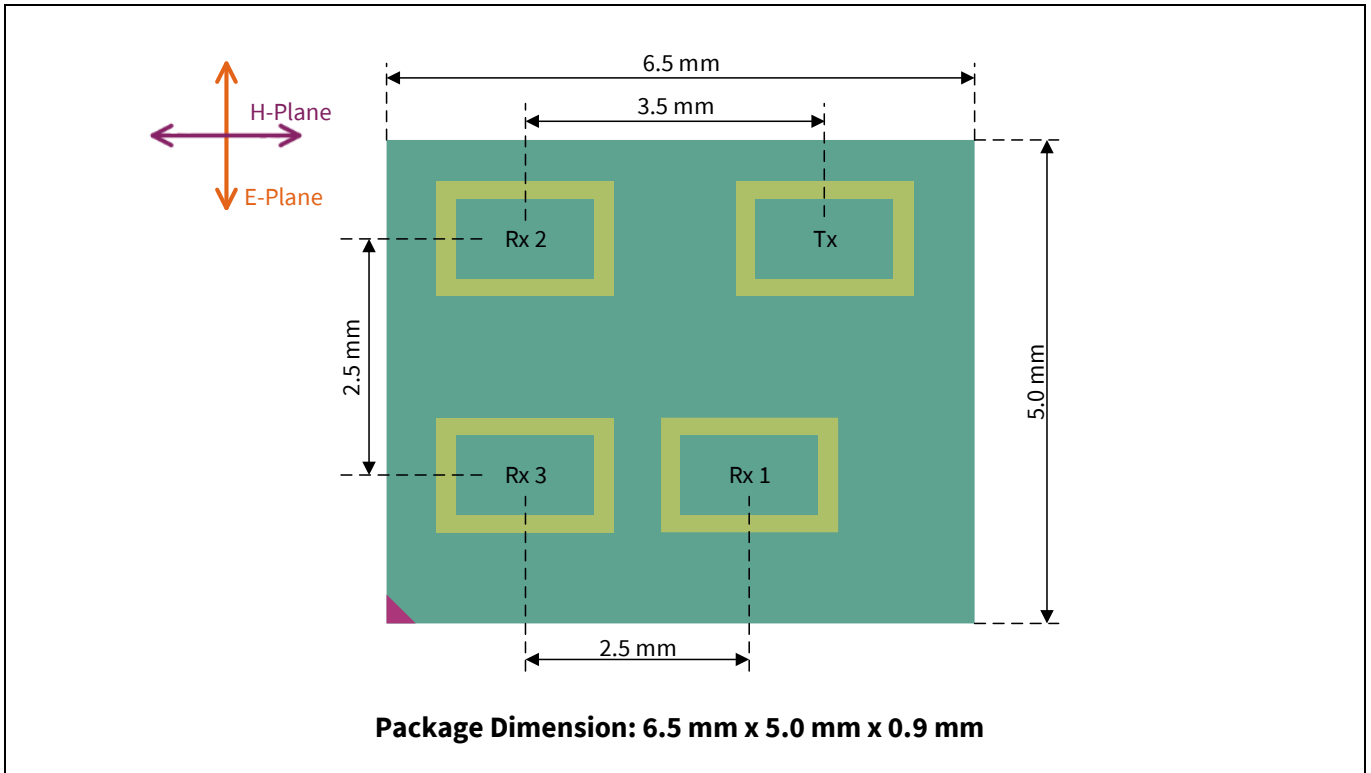 6.5 mm
3.5 mm
H-Plane
E-Plane
Rx 2
Tx
2.5 mm
5.0 mm
Rx 3
Rx 1
2.5 mm
Package Dimension: 6.5 mm x 5.0 mm x 0.9 mm